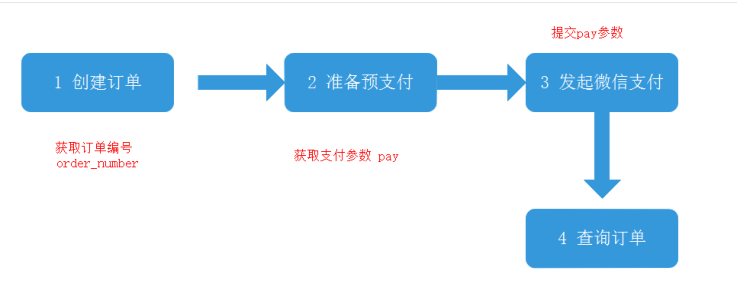 提交pay参数
1 创建订单
2 准备预支付
3 发起微信支付
获取订单编号
order_number
获取支付参数 pay
4 查询订单